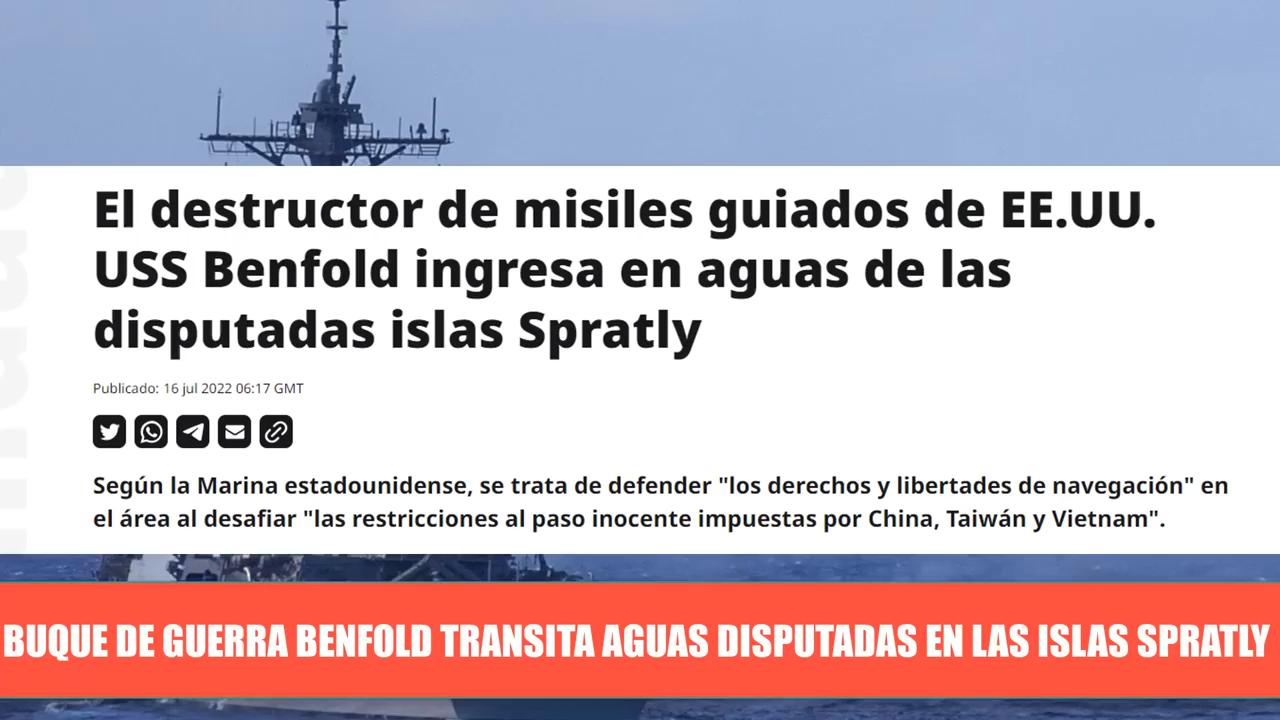 El destructor de misiles guiados de EE.UU.
USS Benfold ingresa en aguas de las
disputadas islas Spratly
Publicado: 16 jul 2022 06:17 GMT
Según la Marina estadounidense, se trata de defender "los derechos y libertades de navegación" en
el área al desafiar "las restricciones al paso inocente impuestas por China, Taiwán y Vietnam".
BUQUE DE GUERRA BENFOLD TRANSITA AGUAS DISPUTADAS EN LAS ISLAS SPRATLY